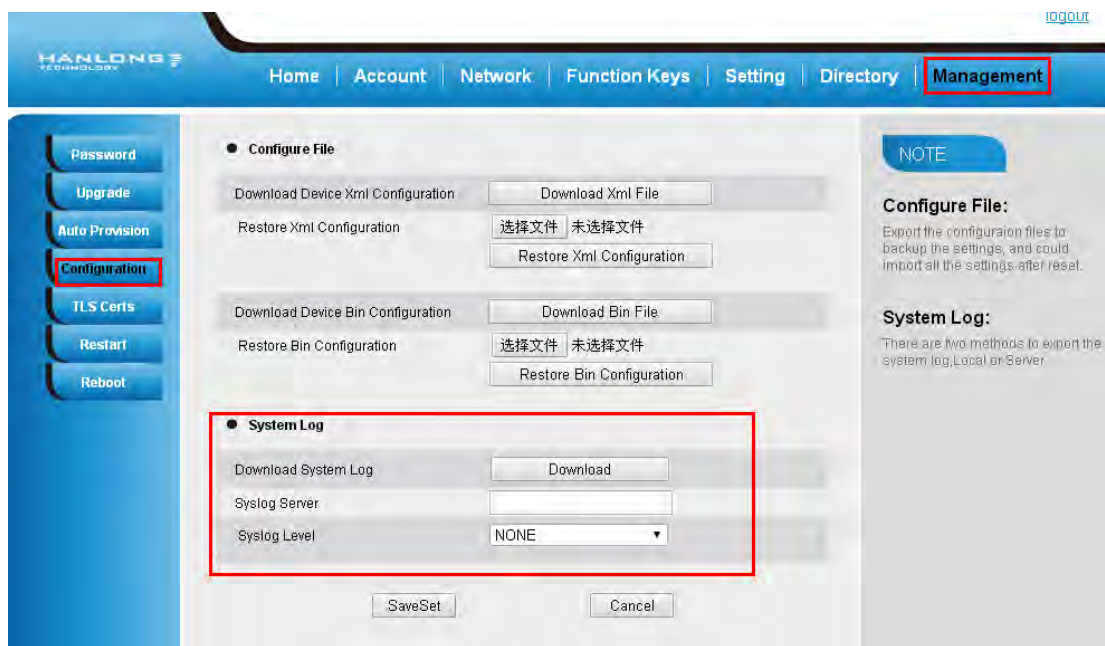 logout
HANLONG
TECHNOLOGY
Home Account Network Function Keys Setting Directory Management
Password
Upgrade
Auto Provision
Configuration
TLS Certs
Restart
Reboot
Configure File
Download Device Xml Configuration Download Xml File
Restore Xml Configuration 选择文件 未选择文件
Restore Xml Configuration
Download Device Bin Configuration Download Bin File
Restore Bin Configuration 选择文件 未选择文件
Restore Bin Configuration
System Log
Download System Log Download
Syslog Server
Syslog Level NONE
SaveSet Cancel
NOTE
Configure File:
Export the configuraion files to
backup the settings, and could
import all the settings after reset.
System Log:
There are two methods to export the
system log,Local or Server